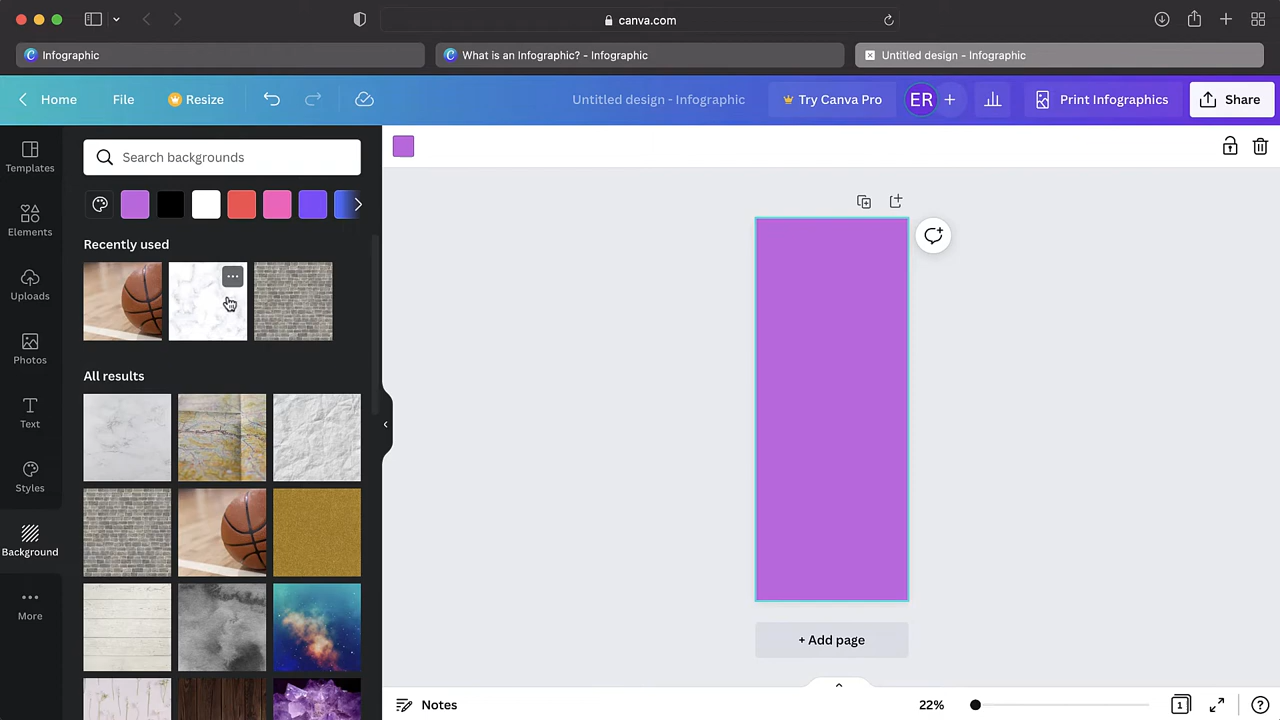 canva.com
Infographic
What is an Infographic? - Infographic
Untitled design - Infographic
Home
File
Resize
Untitled design - Infographic
Try Canva Pro
ER
Print Infographics
Share
Templates
Elements
Uploads
Photos
Text
Styles
Background
More
Search backgrounds
Recently used
All results
+ Add page
Notes
22%
1